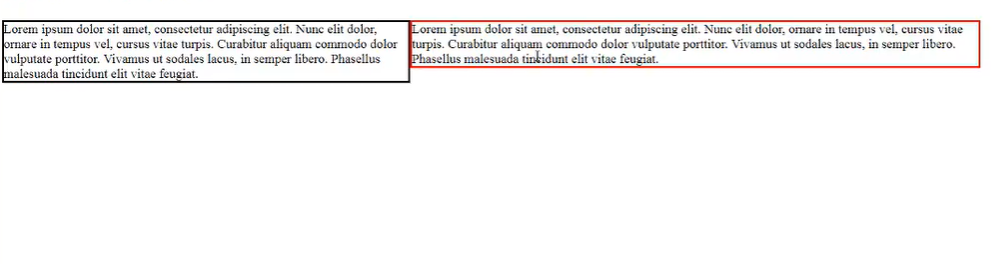 Lorem ipsum dolor sit amet, consectetur adipiscing elit. Nunc elit dolor,
ornare in tempus vel, cursus vitae turpis. Curabitur aliquam commodo dolor
vulputate porttitor. Vivamus ut sodales lacus, in semper libero. Phasellus
malesuada tincidunt elit vitae feugiat.
Lorem ipsum dolor sit amet, consectetur adipiscing elit. Nunc elit dolor, ornare in tempus vel, cursus vitae
turpis. Curabitur aliquam commodo dolor vulputate porttitor. Vivamus ut sodales lacus, in semper libero.
Phasellus malesuada tincidunt elit vitae feugiat.